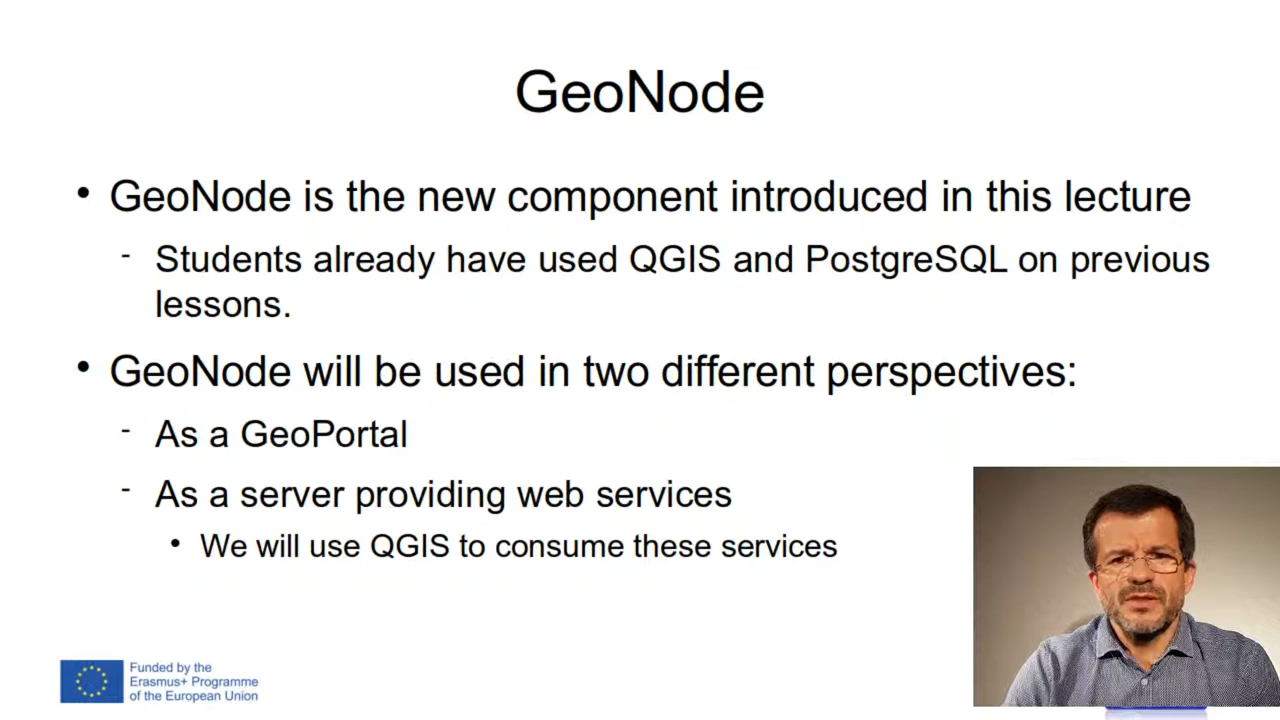 GeoNode
• GeoNode is the new component introduced in this lecture
- Students already have used QGIS and PostgreSQL on previous
lessons.
• GeoNode will be used in two different perspectives:
- As a GeoPortal
- As a server providing web services
• We will use QGIS to consume these services
Funded by the
Erasmus+ Programme
of the European Union